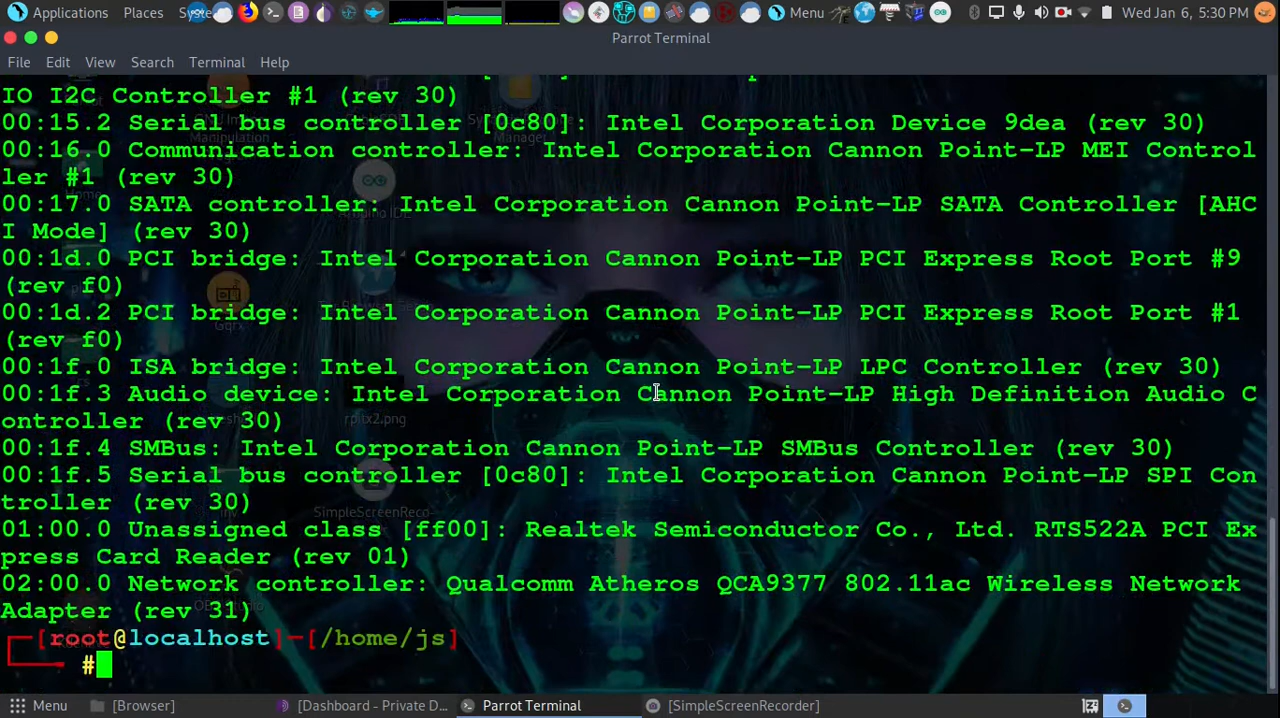 Applications Places Syste Menu Wed Jan 6, 5:30 PM
Parrot Terminal
File Edit View Search Terminal Help
IO I2C Controller #1 (rev 30)
00:15.2 Serial bus controller [0c80]: Intel Corporation Device 9dea (rev 30)
00:16.0 Communication controller: Intel Corporation Cannon Point-LP MEI Control
ler #1 (rev 30)
00:17.0 SATA controller: Intel Corporation Cannon Point-LP SATA Controller [AHC
I Mode] (rev 30)
00:1d.0 PCI bridge: Intel Corporation Cannon Point-LP PCI Express Root Port #9
(rev f0)
00:1d.2 PCI bridge: Intel Corporation Cannon Point-LP PCI Express Root Port #1
(rev f0)
00:1f.0 ISA bridge: Intel Corporation Cannon Point-LP LPC Controller (rev 30)
00:1f.3 Audio device: Intel Corporation Cannon Point-LP High Definition Audio C
ontroller (rev 30)
00:1f.4 SMBus: Intel Corporation Cannon Point-LP SMBus Controller (rev 30)
00:1f.5 Serial bus controller [0c80]: Intel Corporation Cannon Point-LP SPI Con
troller (rev 30)
01:00.0 Unassigned class [ff00]: Realtek Semiconductor Co., Ltd. RTS522A PCI Ex
press Card Reader (rev 01)
02:00.0 Network controller: Qualcomm Atheros QCA9377 802.11ac Wireless Network
Adapter (rev 31)
[root@localhost]-[/home/js]
#
Manipulation
Manager
Arduino IDE
Gqrx
rpitx2.png
SimpleScreenReco-
Menu [Browser] [Dashboard - Private D... Parrot Terminal [SimpleScreenRecorder]